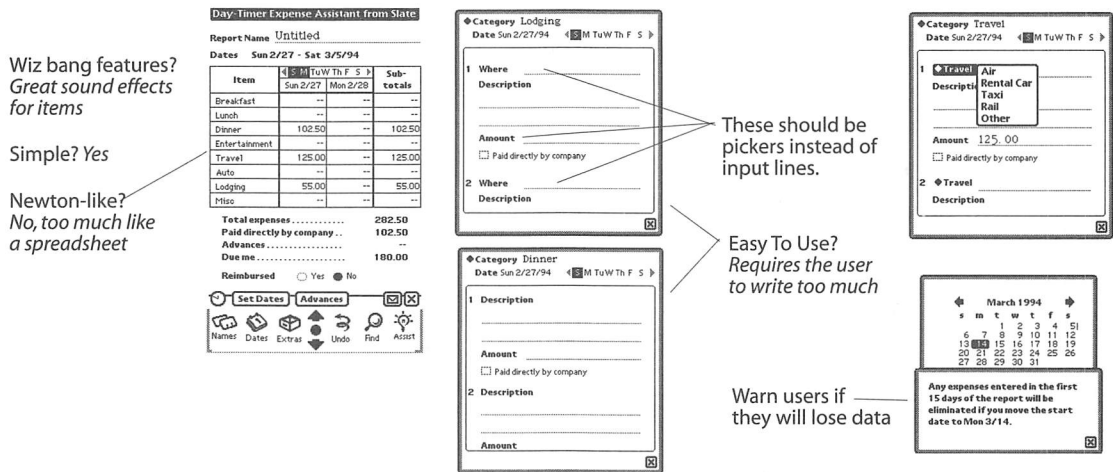 Wiz bang features?
Great sound effects
for items
Simple? Yes
Newton-like?
No, too much like
a spreadsheet
Day-Timer Expense Assistant from Slate
Report Name Untitled
Dates Sun 2/27 - Sat 3/5/94
Item S M Tu W Th F S Sub-totals
Sun 2/27 Mon 2/28
Breakfast -- -- --
Lunch -- -- --
Dinner 102.50 -- 102.50
Entertainment -- -- --
Travel 125.00 -- 125.00
Auto -- -- --
Lodging 55.00 -- 55.00
Misc -- -- --
Total expenses ............ 282.50
Paid directly by company .. 102.50
Advances .................. --
Due me .................... 180.00
Reimbursed Yes No
Set Dates Advances
Names Dates Extras Undo Find Assist
Category Lodging
Date Sun 2/27/94 S M Tu W Th F S
1 Where
Description
Amount
Paid directly by company
2 Where
Description
Category Dinner
Date Sun 2/27/94 S M Tu W Th F S
1 Description
Amount
Paid directly by company
2 Description
Amount
These should be
pickers instead of
input lines.
Easy To Use?
Requires the user
to write too much
Warn users if
they will lose data
Category Travel
Date Sun 2/27/94 S M Tu W Th F S
1 Travel
Air
Rental Car
Taxi
Rail
Other
Descripti
Amount 125.00
Paid directly by company
2 Travel
Description
March 1994
s m t w t f s
1 2 3 4 5
6 7 8 9 10 11 12
13 14 15 16 17 18 19
20 21 22 23 24 25 26
27 28 29 30 31
Any expenses entered in the first
15 days of the report will be
eliminated if you move the start
date to Mon 3/14.